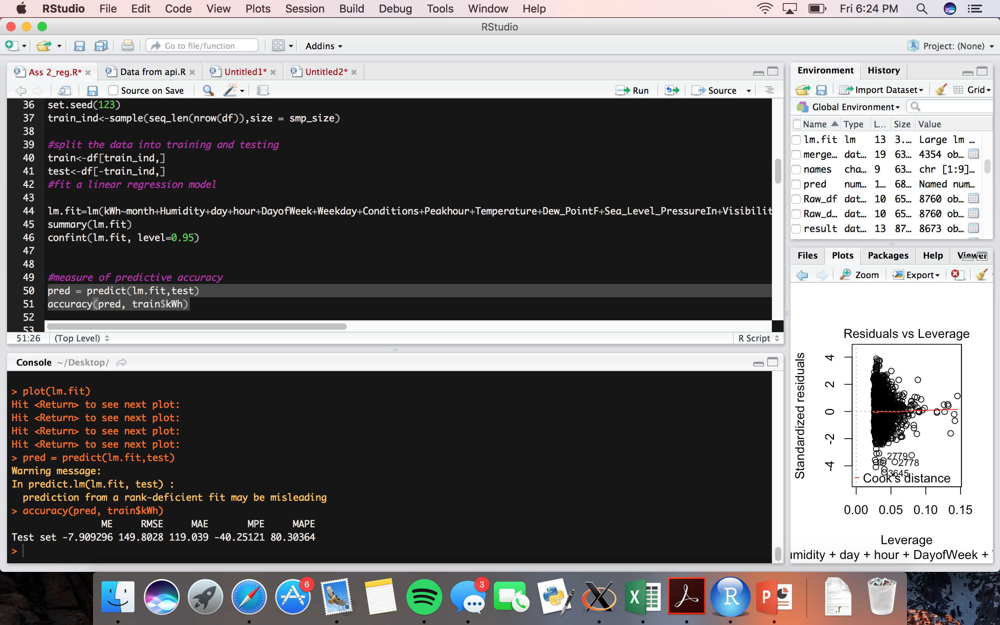 RStudio File Edit Code View Plots Session Build Debug Tools Window Help Fri 6:24 PM
RStudio
Go to file/function Addins Project: (None)
Ass 2_reg.R* Data from api.R Untitled1* Untitled2*
Source on Save Run Source
36 set.seed(123)
37 train_ind<-sample(seq_len(nrow(df)),size = smp_size)
38
39 #split the data into training and testing
40 train<-df[train_ind,]
41 test<-df[-train_ind,]
42 #fit a linear regression model
43
44 lm.fit=lm(kWh~month+Humidity+day+hour+DayofWeek+Weekday+Conditions+Peakhour+Temperature+Dew_PointF+Sea_Level_PressureIn+Visibilit
45 summary(lm.fit)
46 confint(lm.fit, level=0.95)
47
48
49 #measure of predictive accuracy
50 pred = predict(lm.fit,test)
51 accuracy(pred, train$kWh)
52
53
51:26 (Top Level) R Script
Console ~/Desktop/
> plot(lm.fit)
Hit <Return> to see next plot:
Hit <Return> to see next plot:
Hit <Return> to see next plot:
Hit <Return> to see next plot:
> pred = predict(lm.fit,test)
Warning message:
In predict.lm(lm.fit, test) :
prediction from a rank-deficient fit may be misleading
> accuracy(pred, train$kWh)
ME RMSE MAE MPE MAPE
Test set -7.909296 149.8028 119.039 -40.25121 80.30364
>
Environment History
Import Dataset Grid
Global Environment
Name Type L... Size Value
lm.fit lm 13 3.… Large lm …
merge… dat… 19 63… 4354 ob…
names cha… 9 63… chr [1:9]…
pred num… 1… 68… Named num…
Raw_df dat… 10 65… 8760 ob…
Raw_d… dat… 10 65… 8760 ob…
result dat… 13 87… 8673 ob…
Files Plots Packages Help Viewer
Zoom Export
Residuals vs Leverage
Standardized residuals
4
2
0
-2
-4
2779
2778
3645
Cook's distance
0.00 0.05 0.10 0.15
Leverage
umidity + day + hour + DayofWeek +
6
3
X
R
P
.r